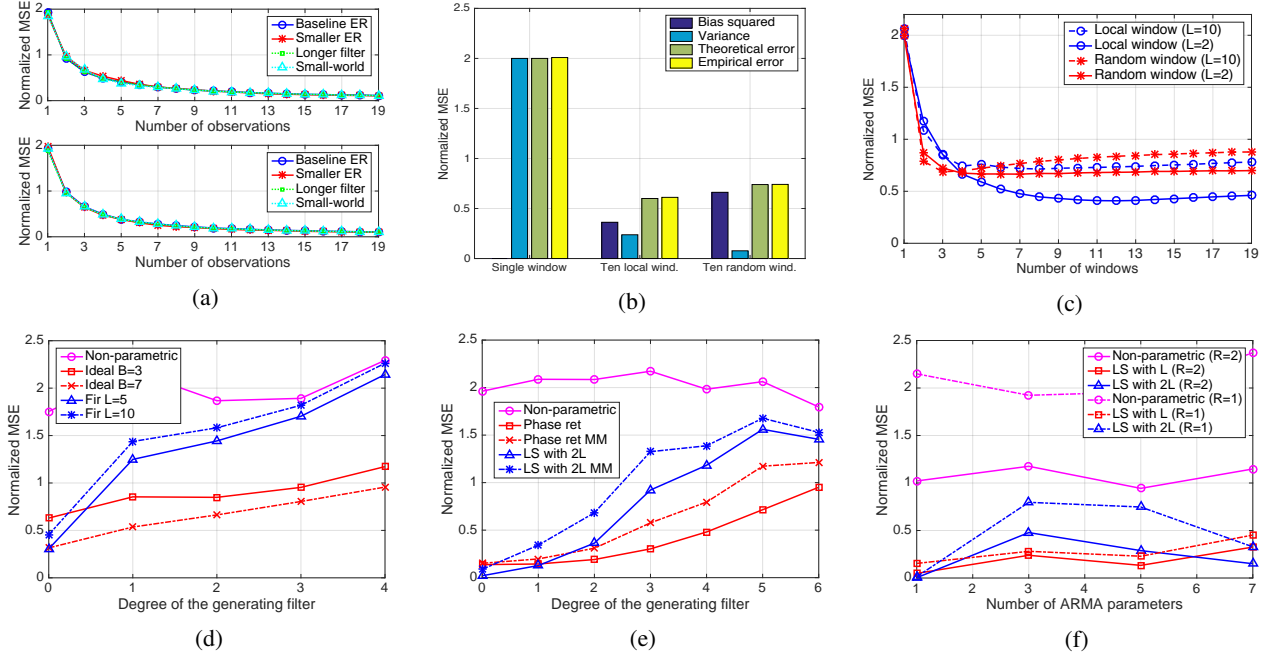 Normalized MSE
2
1
0
1 3 5 7 9 11 13 15 17 19
Number of observations
Baseline ER
Smaller ER
Longer filter
Small-world
Normalized MSE
2
1
0
1 3 5 7 9 11 13 15 17 19
Number of observations
Baseline ER
Smaller ER
Longer filter
Small-world
(a)
Normalized MSE
2.5
2
1.5
1
0.5
0
Single window Ten local wind. Ten random wind.
Bias squared
Variance
Theoretical error
Empirical error
(b)
Normalized MSE
2
1.5
1
0.5
0
1 3 5 7 9 11 13 15 17 19
Number of windows
Local window (L=10)
Local window (L=2)
Random window (L=10)
Random window (L=2)
(c)
Normalized MSE
2.5
2
1.5
1
0.5
0
0 1 2 3 4
Degree of the generating filter
Non-parametric
Ideal B=3
Ideal B=7
Fir L=5
Fir L=10
(d)
Normalized MSE
2.5
2
1.5
1
0.5
0
0 1 2 3 4 5 6
Degree of the generating filter
Non-parametric
Phase ret
Phase ret MM
LS with 2L
LS with 2L MM
(e)
Normalized MSE
2.5
2
1.5
1
0.5
0
1 2 3 4 5 6 7
Number of ARMA parameters
Non-parametric (R=2)
LS with L (R=2)
LS with 2L (R=2)
Non-parametric (R=1)
LS with L (R=1)
LS with 2L (R=1)
(f)